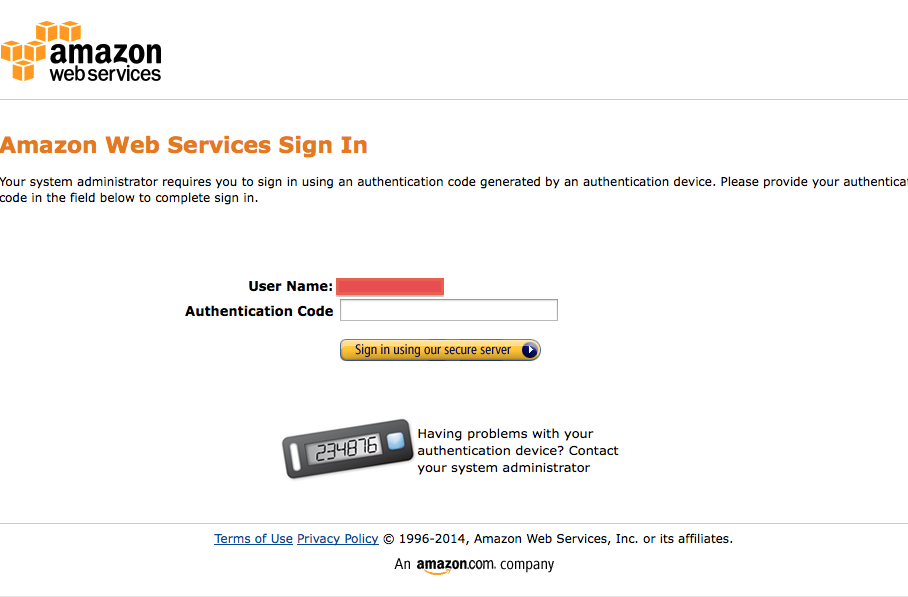 amazon
web services
Amazon Web Services Sign In
Your system administrator requires you to sign in using an authentication code generated by an authentication device. Please provide your authenticat
code in the field below to complete sign in.
User Name:
Authentication Code
Sign in using our secure server
234876
Having problems with your
authentication device? Contact
your system administrator
Terms of Use Privacy Policy © 1996-2014, Amazon Web Services, Inc. or its affiliates.
An amazon.com. company